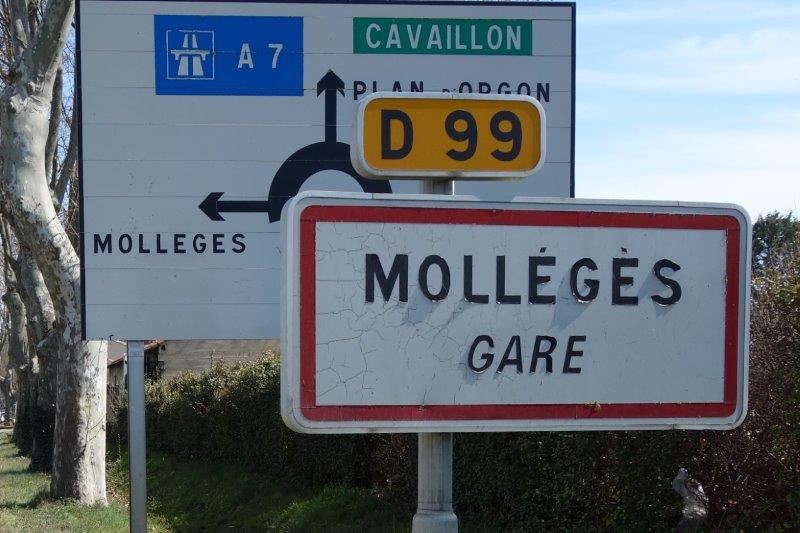 A 7
CAVAILLON
PLAN D'ORGON
D 99
MOLLEGES
MOLLÉGÈS
GARE